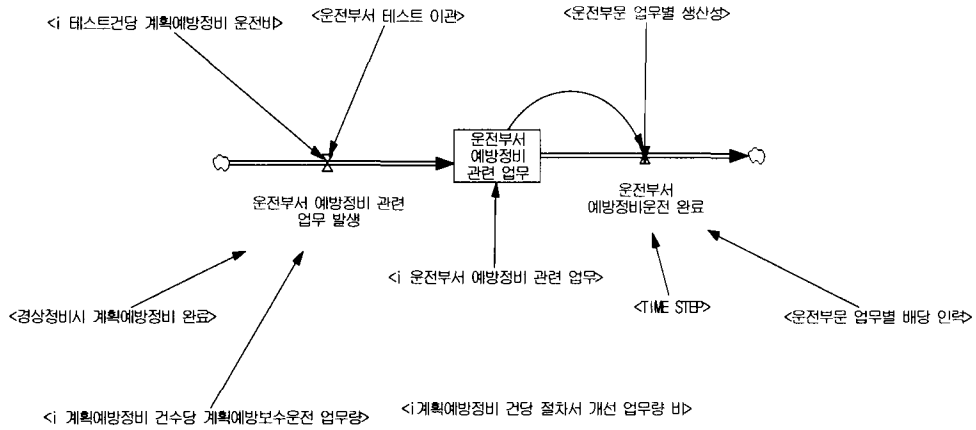 <i 테스트건당 계획예방정비 운전비>
<운전부서 테스트 이관>
<운전부문 업무별 생산성>
운전부서
예방정비
관련 업무
운전부서 예방정비 관련
업무 발생
운전부서
예방정비운전 완료
<i 운전부서 예방정비 관련 업무>
<경상정비시 계획예방정비 완료>
<TIME STEP>
<운전부문 업무별 배당 인력>
<i 계획예방정비 건수당 계획예방보수운전 업무량>
<i계획예방정비 건당 절차서 개선 업무량 비>